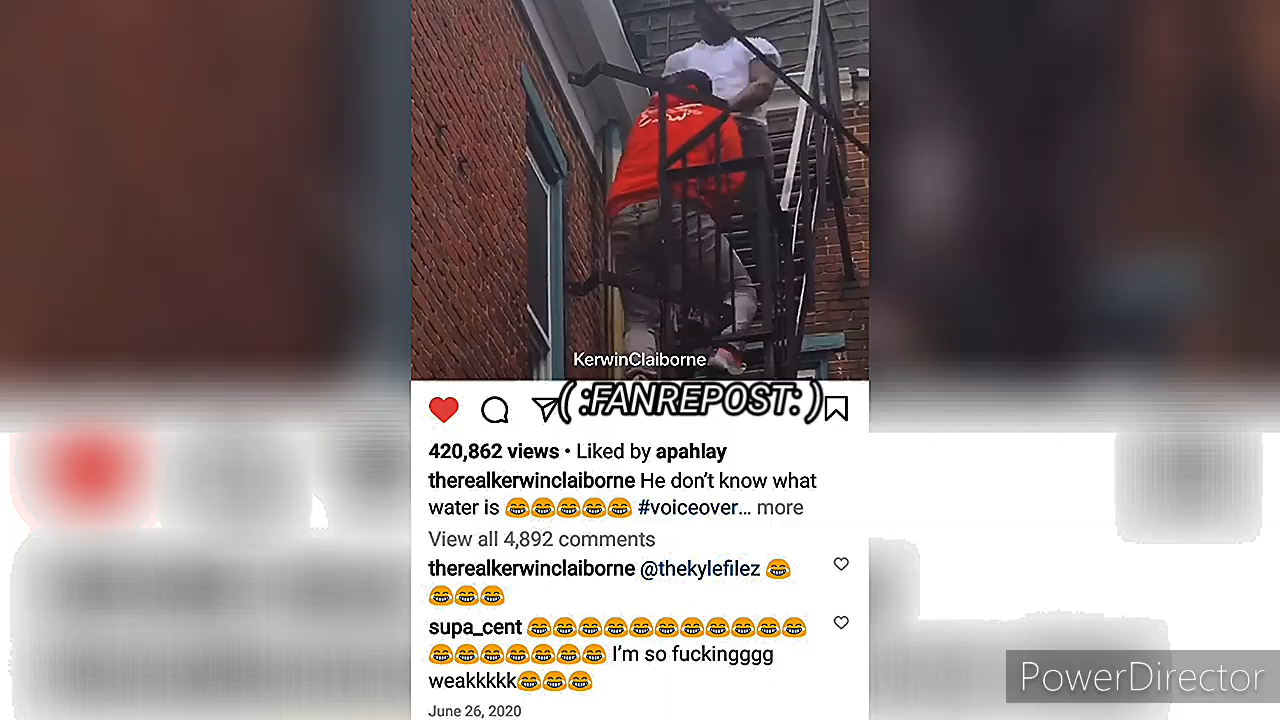 KerwinClaiborne
( :FANREPOST: )
420,862 views • Liked by apahlay
therealkerwinclaiborne He don’t know what
water is 😂😂😂😂😂 #voiceover... more
View all 4,892 comments
therealkerwinclaiborne @thekylefilez 😂
😂😂😂
supa_cent 😂😂😂😂😂😂😂😂😂😂😂
😂😂😂😂😂😂😂 I’m so fuckingggg
weakkkkk😂😂😂
June 26, 2020
PowerDirector